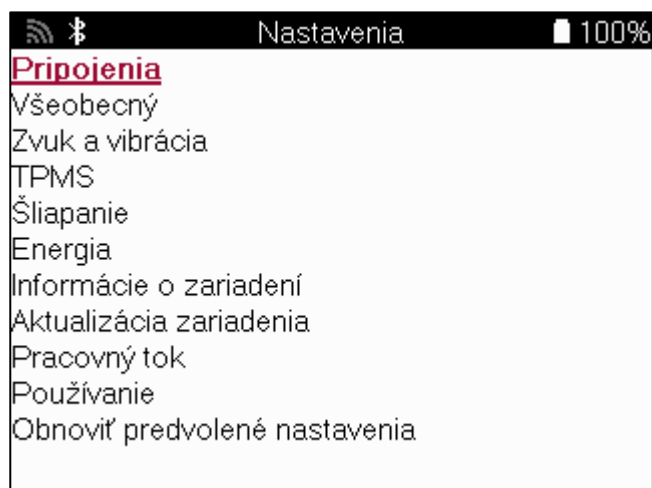 Nastavenia 100%
Pripojenia
Všeobecný
Zvuk a vibrácia
TPMS
Šliapanie
Energia
Informácie o zariadení
Aktualizácia zariadenia
Pracovný tok
Používanie
Obnoviť predvolené nastavenia